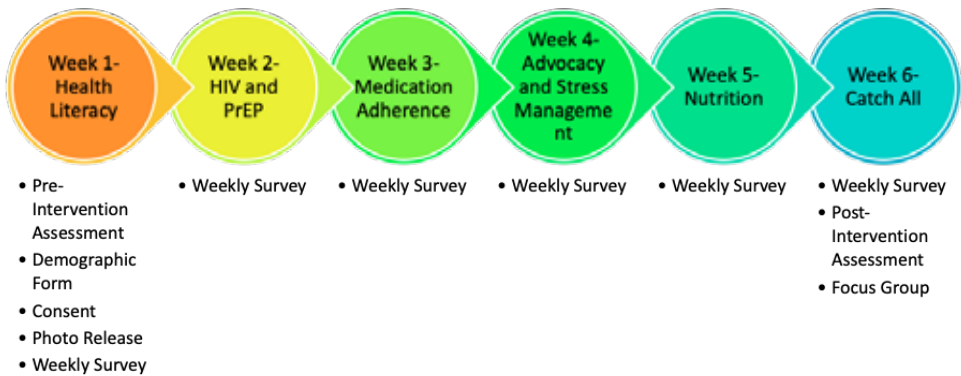 Week 1-
Health
Literacy
Week 2-
HIV and
PrEP
Week 3-
Medication
Adherence
Week 4-
Advocacy
and Stress
Manageme
nt
Week 5-
Nutrition
Week 6-
Catch All
• Pre-
Intervention
Assessment
• Demographic
Form
• Consent
• Photo Release
• Weekly Survey
• Weekly Survey
• Weekly Survey
• Weekly Survey
• Weekly Survey
• Weekly Survey
• Post-
Intervention
Assessment
• Focus Group